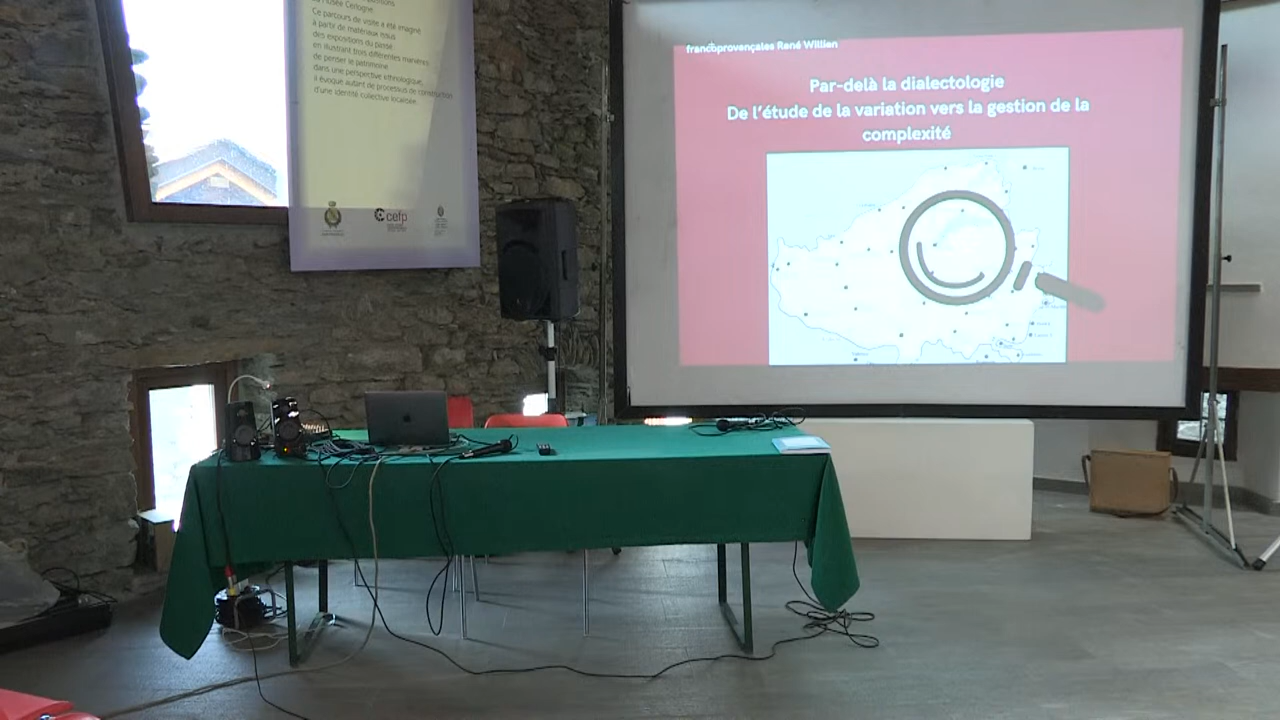 Musée Cerlogne
Ce parcours de visite a été imaginé
à partir de matériaux issus
des expositions du passé
en illustrant trois différentes manières
de penser le patrimoine
dans une perspective ethnologique;
il évoque autant de processus de construction
d'une identité collective localisée.
cefp
francoprovençales René Willien
Par-delà la dialectologie
De l'étude de la variation vers la gestion de la
complexité